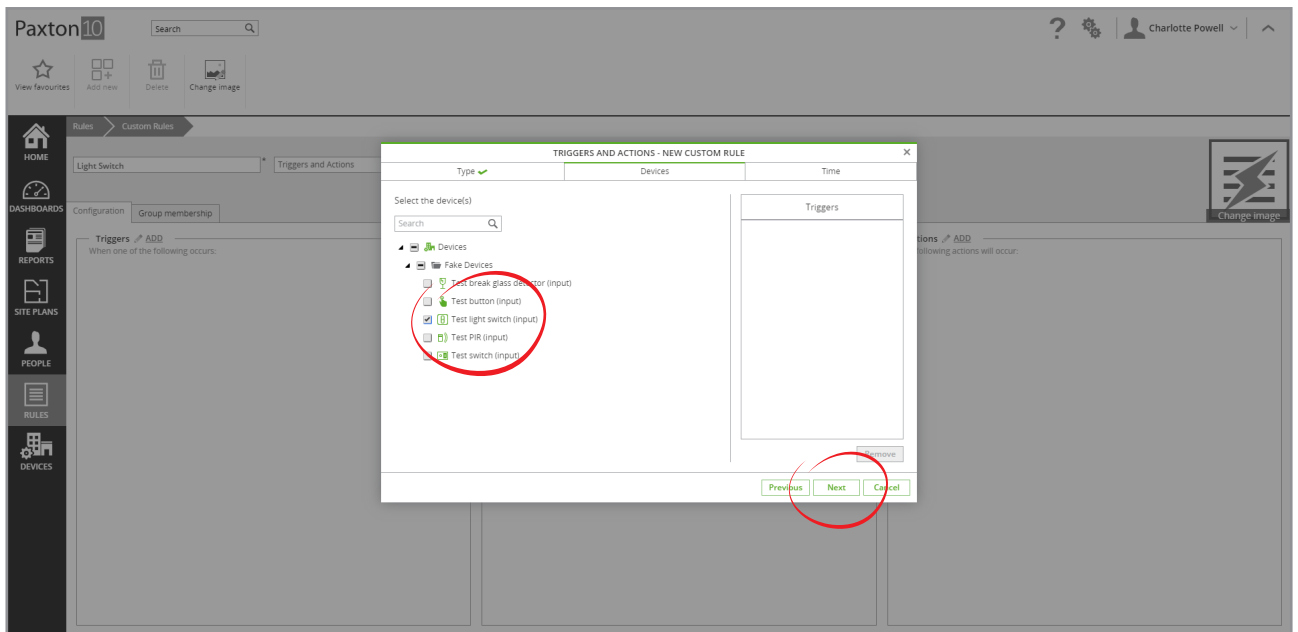 Paxton10
Search
Charlotte Powell
View favourites
Add new
Delete
Change image
HOME
DASHBOARDS
REPORTS
SITE PLANS
PEOPLE
RULES
DEVICES
Rules
Custom Rules
Light Switch
*
Triggers and Actions
Configuration
Group membership
Triggers ADD
When one of the following occurs:
TRIGGERS AND ACTIONS - NEW CUSTOM RULE
Type
Devices
Time
Select the device(s)
Search
Devices
Fake Devices
Test break glass detector (input)
Test button (input)
Test light switch (input)
Test PIR (input)
Test switch (input)
Triggers
Remove
Previous
Next
Cancel
tions ADD
following actions will occur:
Change image